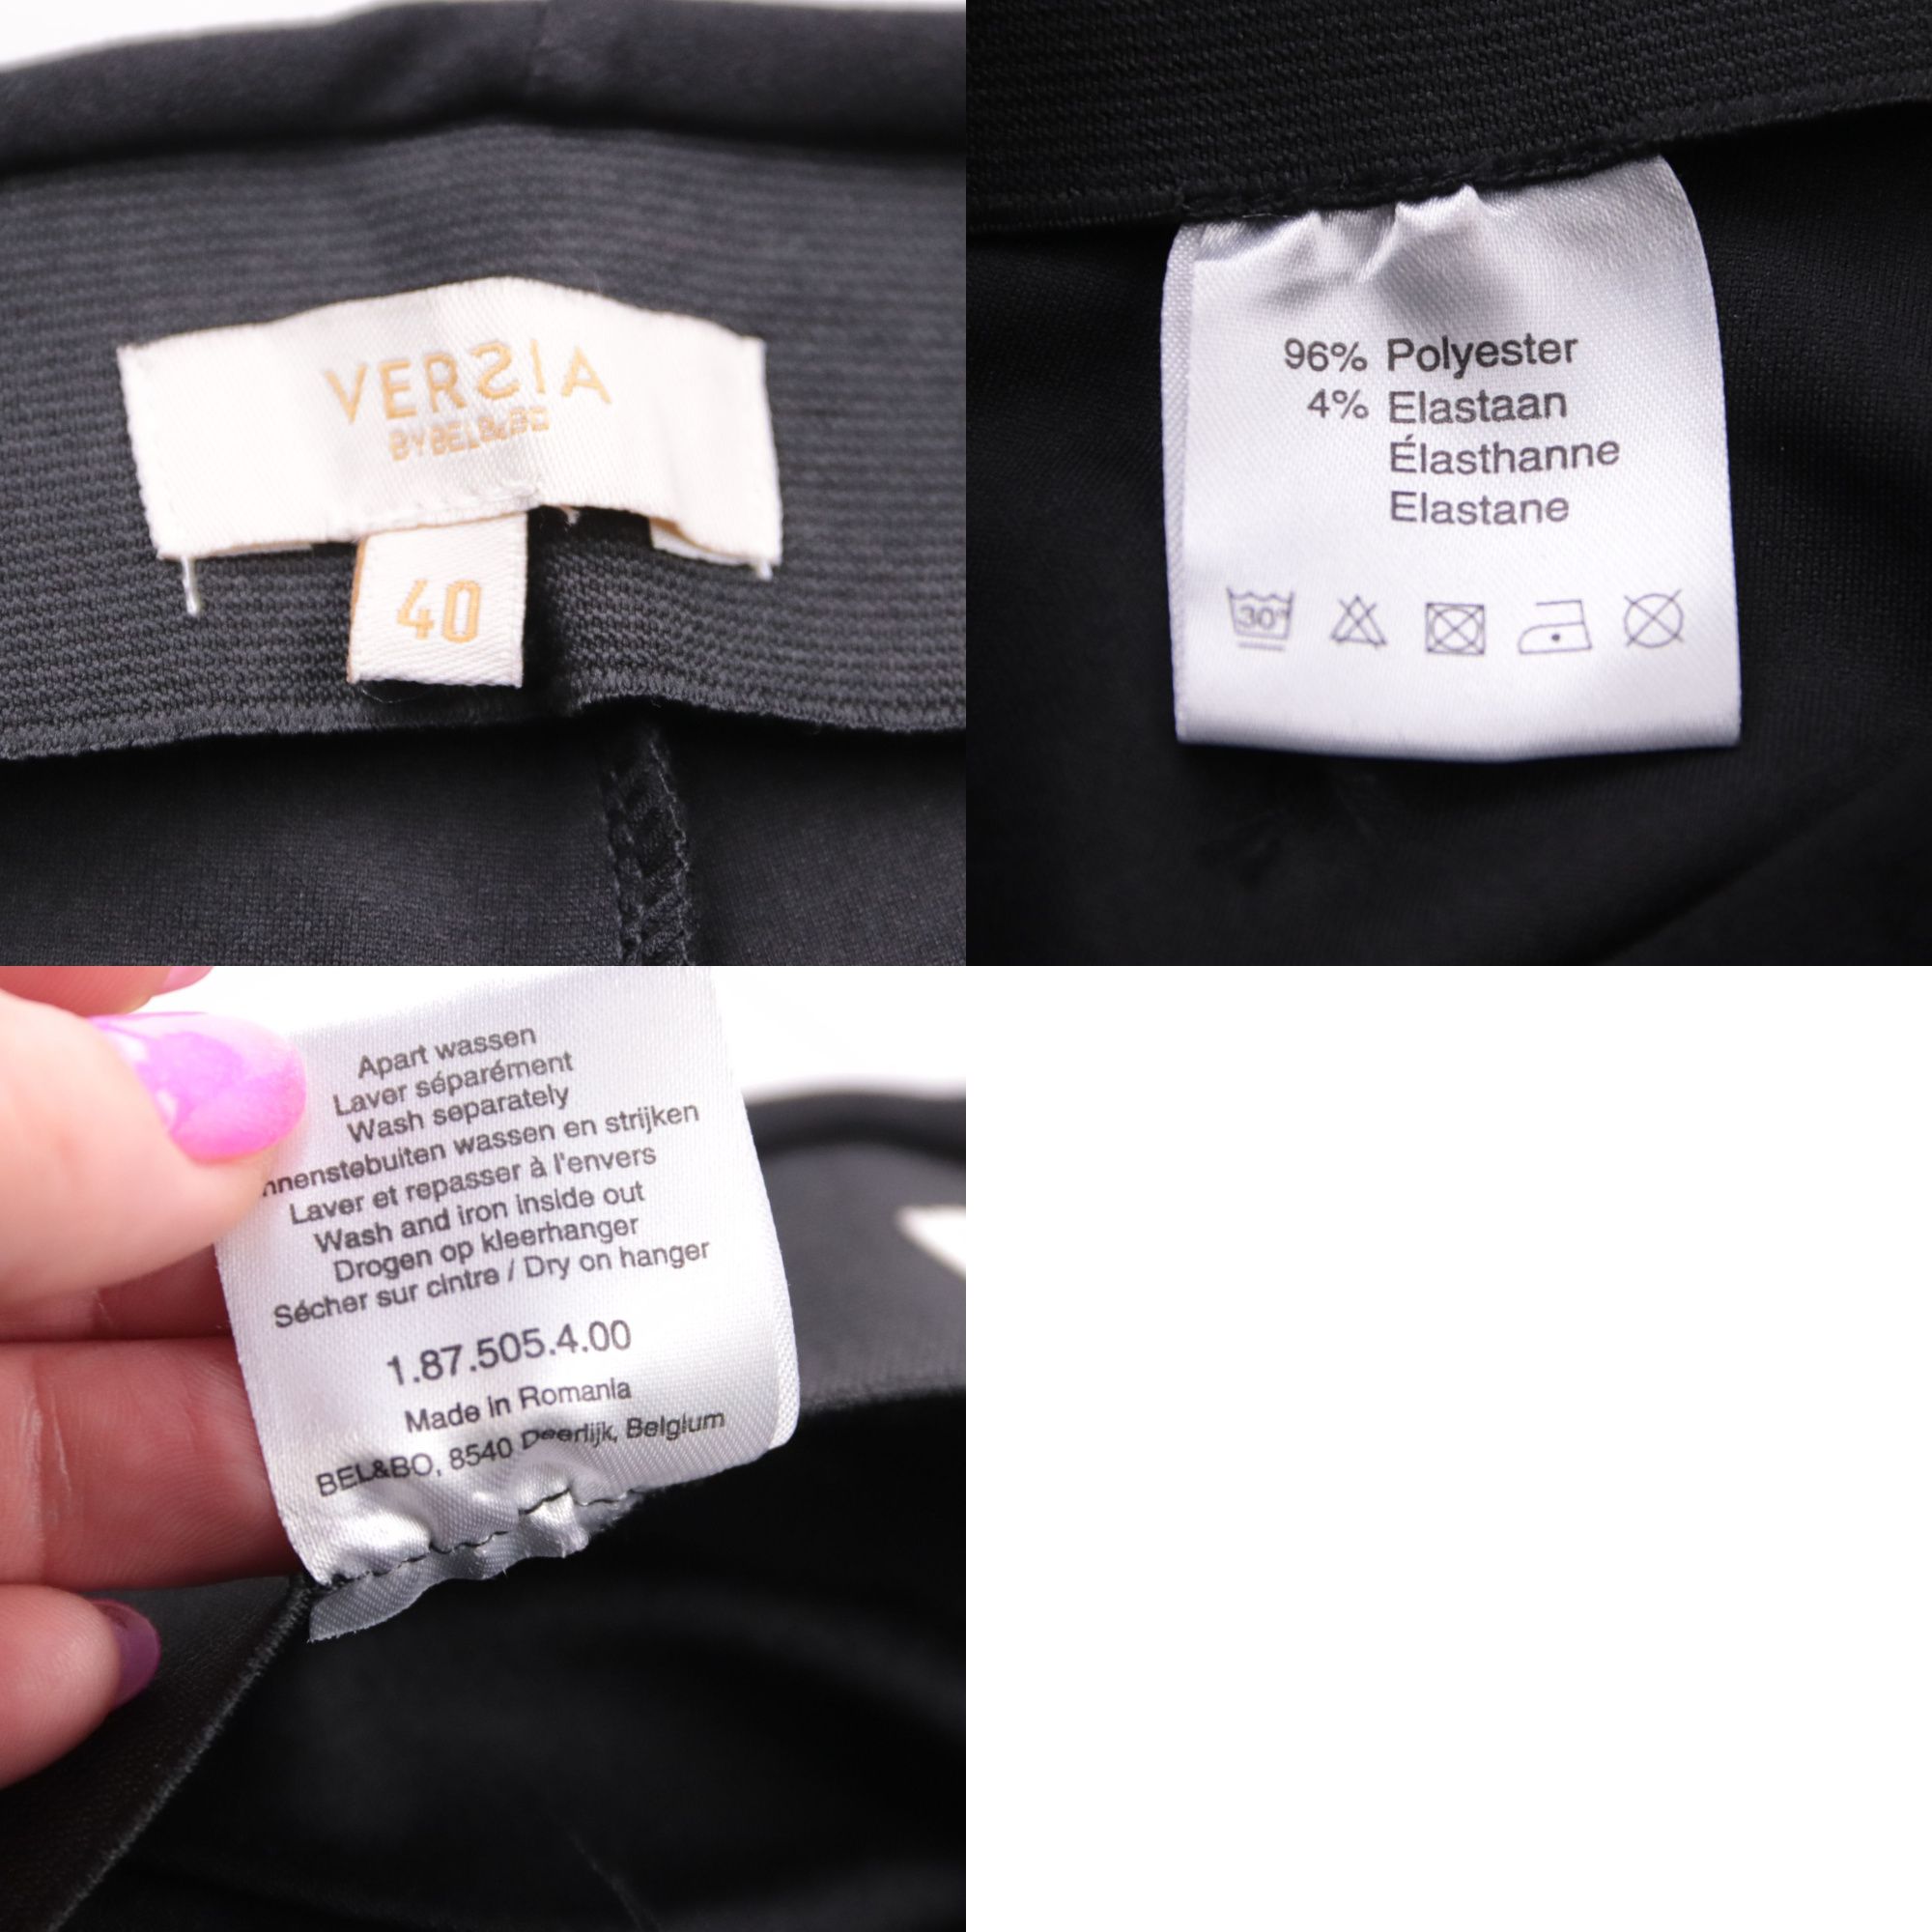 VERSIA
BY BEL&BO
40
96% Polyester
4% Elastaan
Élasthanne
Elastane
30°
Apart wassen
Laver séparément
Wash separately
nnenstebuiten wassen en strijken
Laver et repasser à l'envers
Wash and iron inside out
Drogen op kleerhanger
Sécher sur cintre / Dry on hanger
1.87.505.4.00
Made in Romania
BEL&BO, 8540 Deerlijk, Belgium